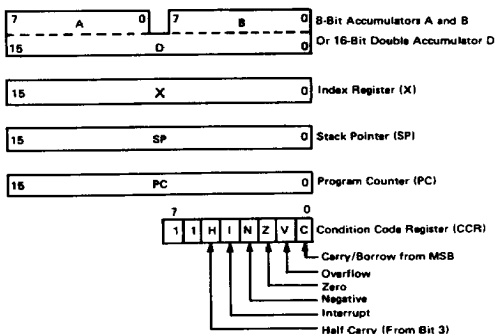 7 A 0 7 B 0 8-Bit Accumulators A and B
15 D 0 Or 16-Bit Double Accumulator D
15 X 0 Index Register (X)
15 SP 0 Stack Pointer (SP)
15 PC 0 Program Counter (PC)
7 0
1 1 H I N Z V C Condition Code Register (CCR)
Carry/Borrow from MSB
Overflow
Zero
Negative
Interrupt
Half Carry (From Bit 3)